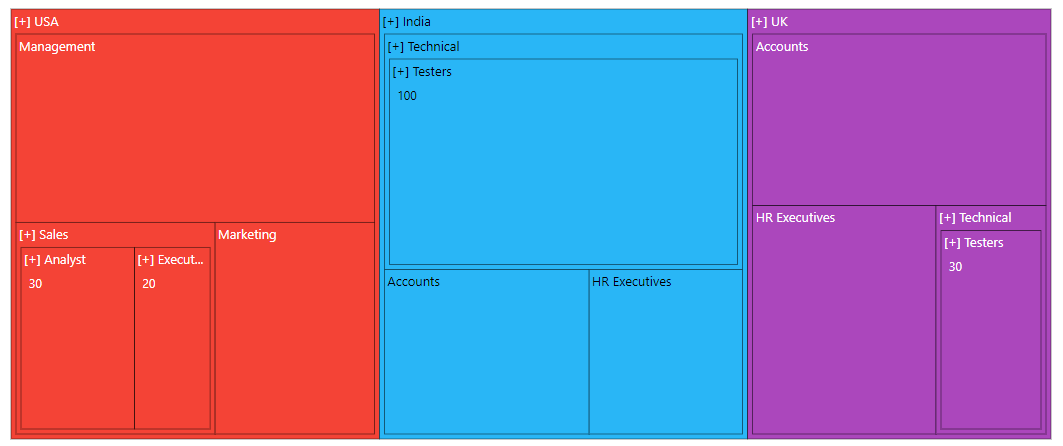 [+] USA
Management
[+] Sales
[+] Analyst
30
[+] Execut...
20
Marketing
[+] India
[+] Technical
[+] Testers
100
Accounts
HR Executives
[+] UK
Accounts
HR Executives
[+] Technical
[+] Testers
30